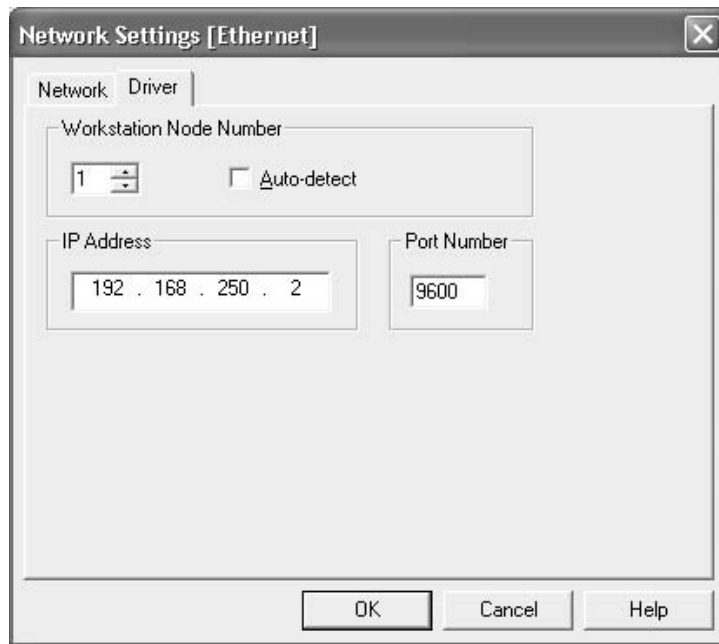 Network Settings [Ethernet]
Network Driver
Workstation Node Number
1 Auto-detect
IP Address Port Number
192 . 168 . 250 . 2 9600
OK Cancel Help